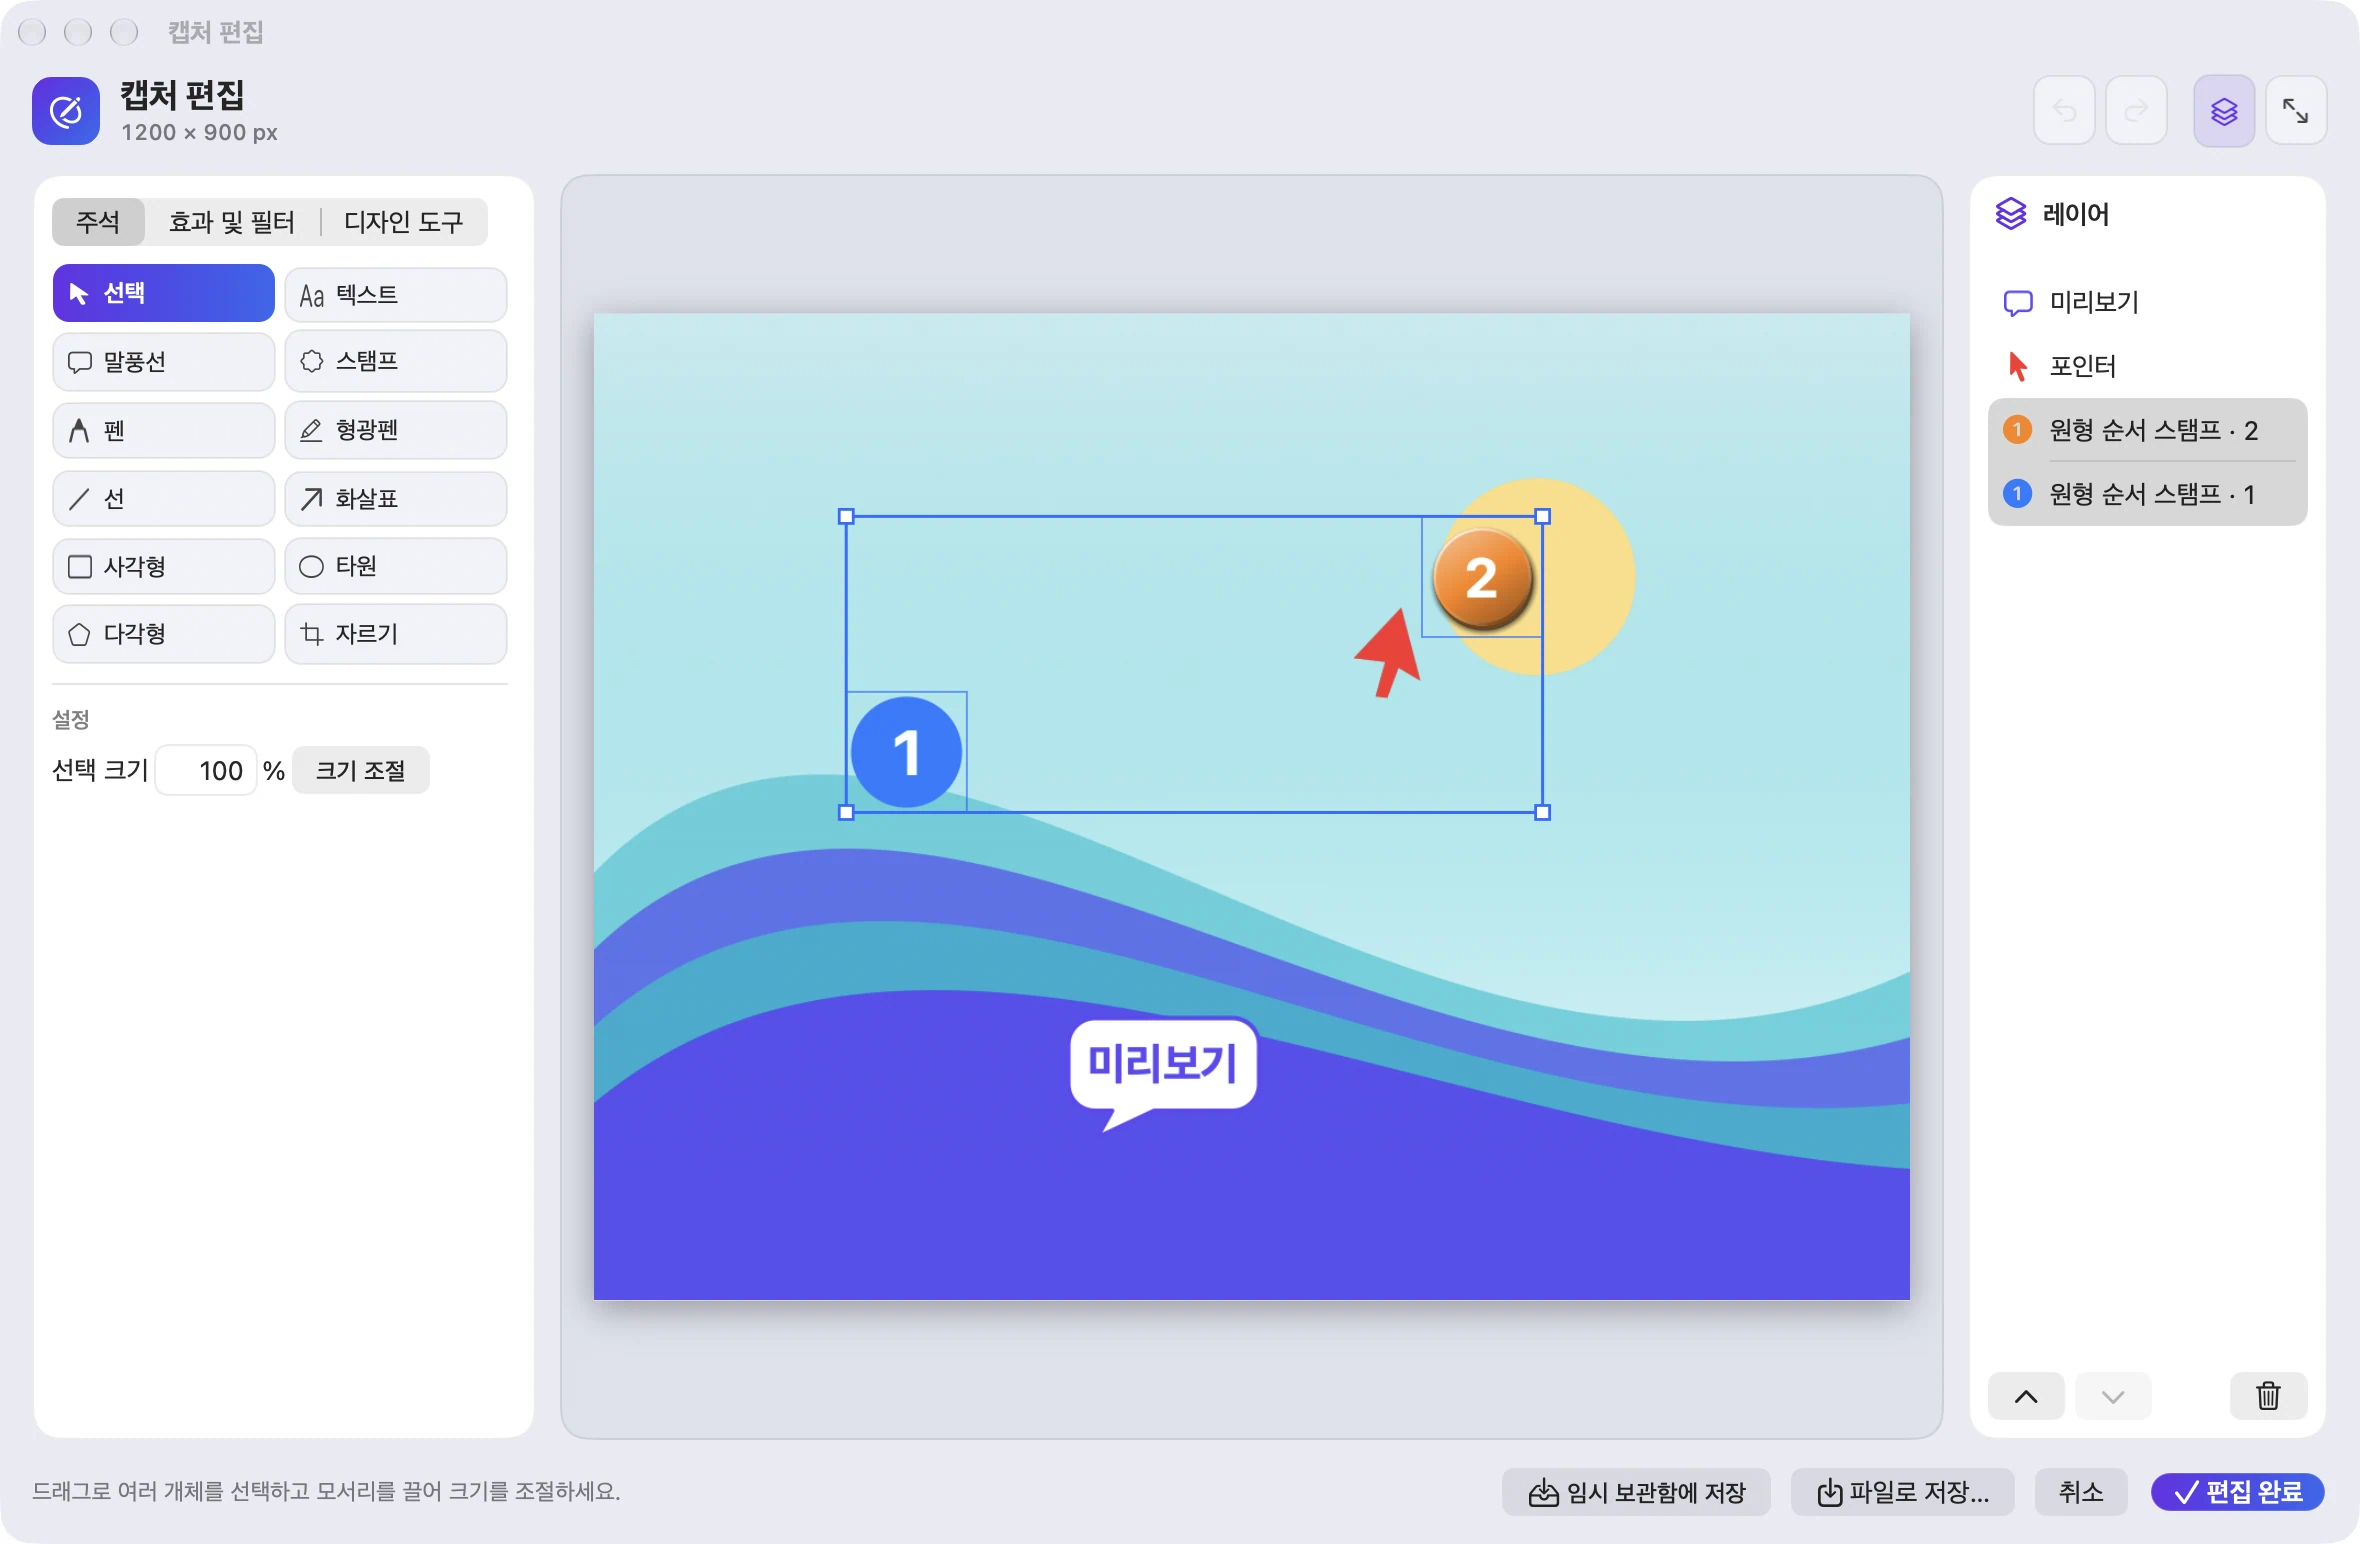 캡처 편집
캡처 편집
1200 × 900 px
주석 효과 및 필터 디자인 도구
선택
Aa 텍스트
말풍선
스탬프
펜
형광펜
선
화살표
사각형
타원
다각형
자르기
설정
선택 크기 100 % 크기 조절
2
1
미리보기
레이어
미리보기
포인터
1 원형 순서 스탬프 · 2
1 원형 순서 스탬프 · 1
드래그로 여러 개체를 선택하고 모서리를 끌어 크기를 조절하세요.
임시 보관함에 저장
파일로 저장...
취소
편집 완료